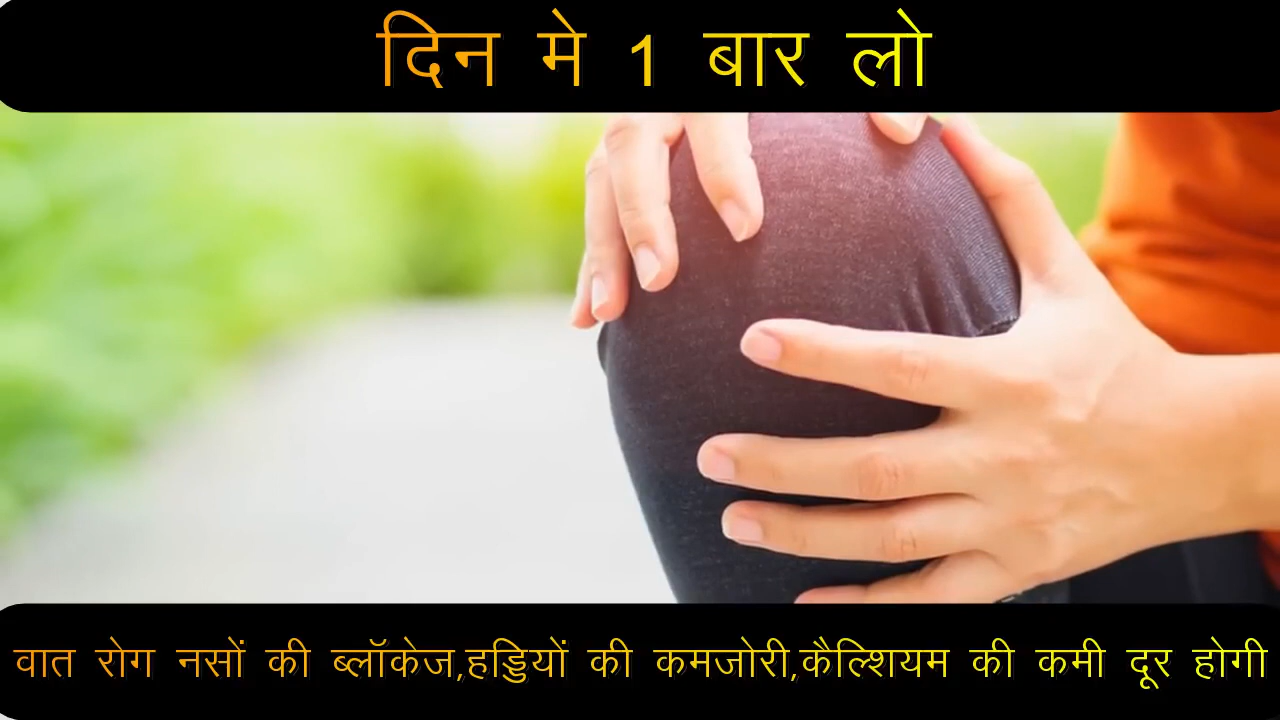 दिन मे 1 बार लो
वात रोग नसों की ब्लॉकेज,हड्डियों की कमजोरी,कैल्शियम की कमी दूर होगी